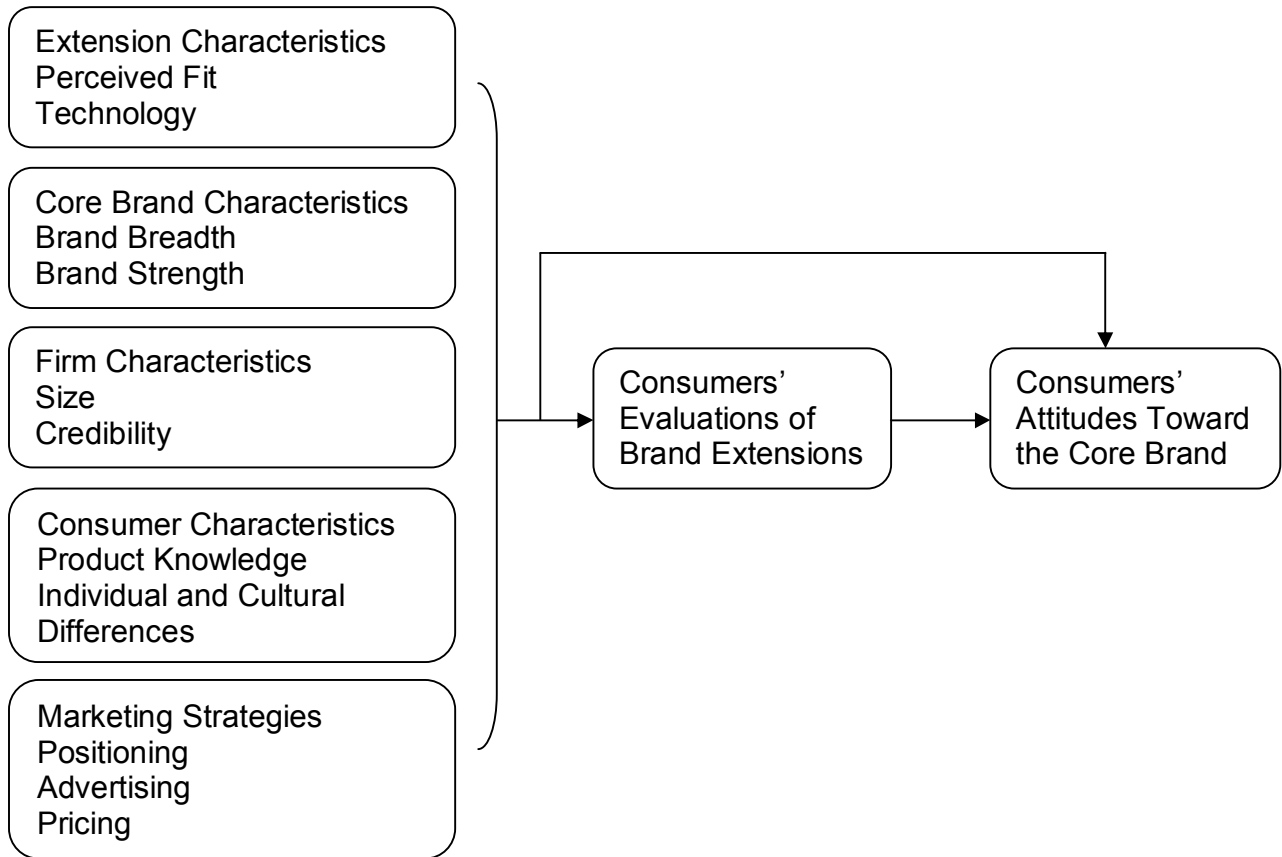 Extension Characteristics
Perceived Fit
Technology
Core Brand Characteristics
Brand Breadth
Brand Strength
Firm Characteristics
Size
Credibility
Consumer Characteristics
Product Knowledge
Individual and Cultural
Differences
Marketing Strategies
Positioning
Advertising
Pricing
Consumers’
Evaluations of
Brand Extensions
Consumers’
Attitudes Toward
the Core Brand